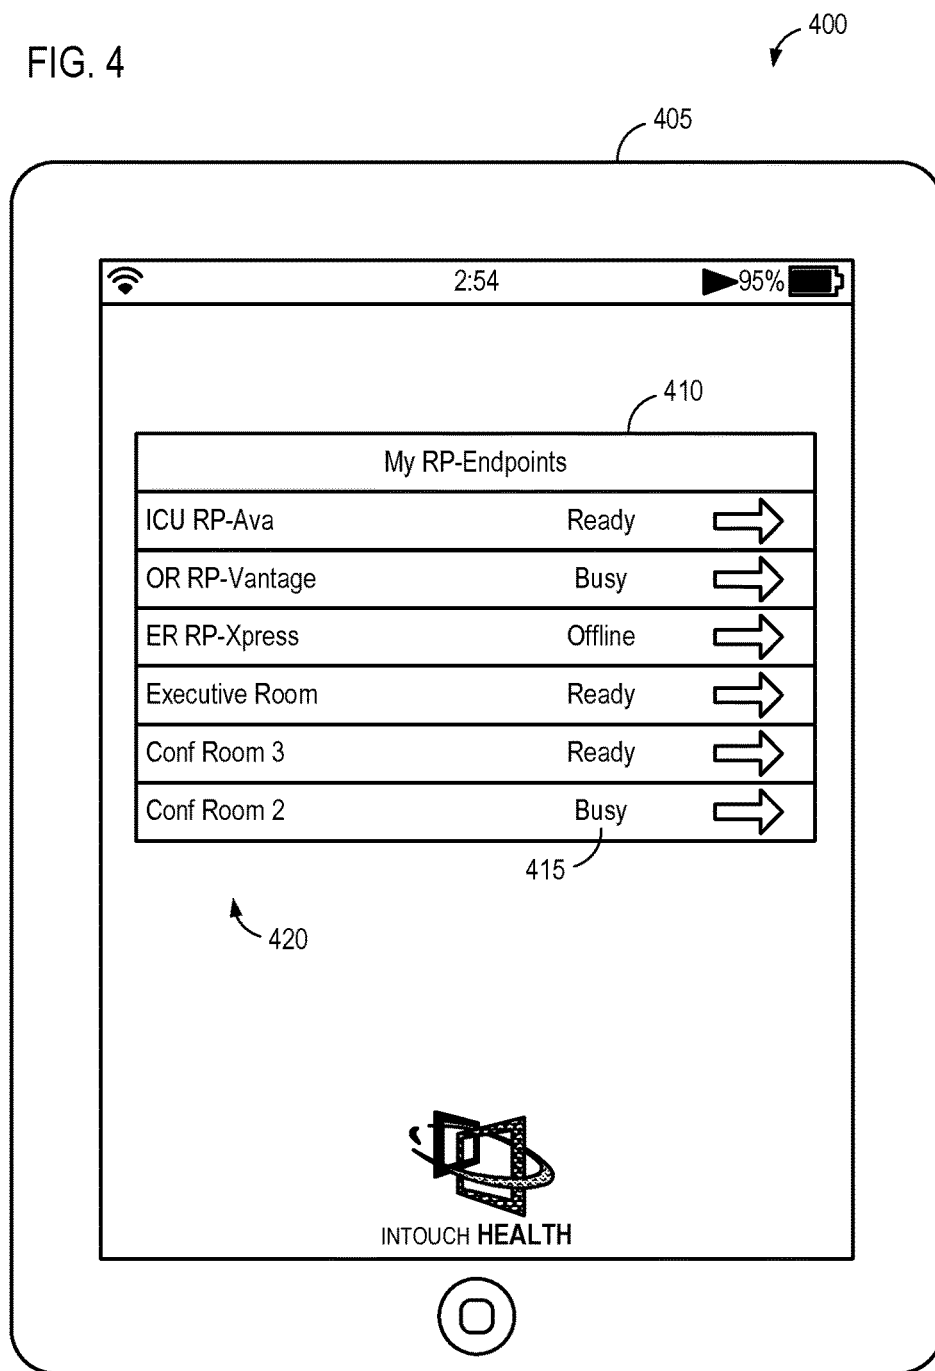 400
FIG. 4
405
2:54 95%
410
My RP-Endpoints
ICU RP-Ava Ready
OR RP-Vantage Busy
ER RP-Xpress Offline
Executive Room Ready
Conf Room 3 Ready
Conf Room 2 Busy
415
420
INTOUCH HEALTH